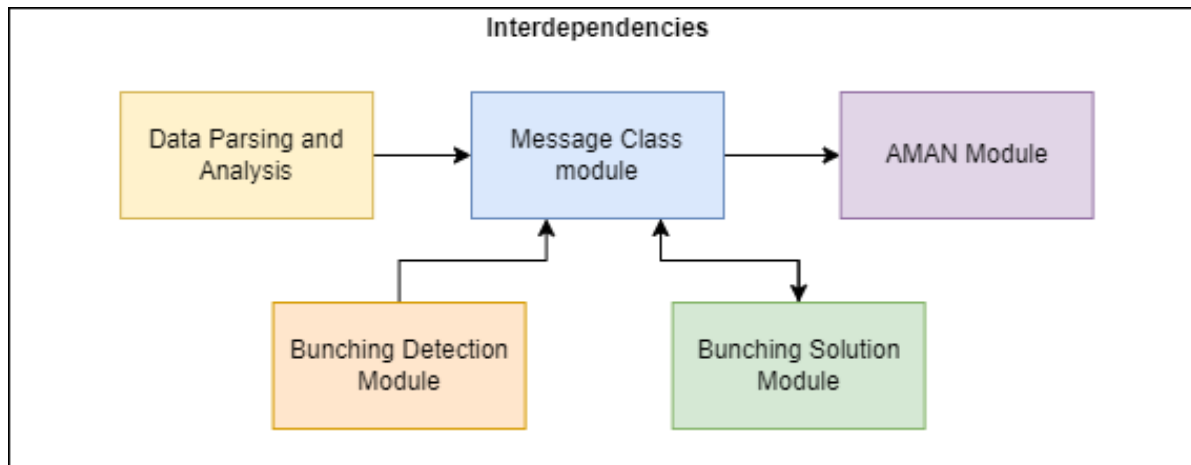 Interdependencies
Data Parsing and
Analysis
Message Class
module
AMAN Module
Bunching Detection
Module
Bunching Solution
Module